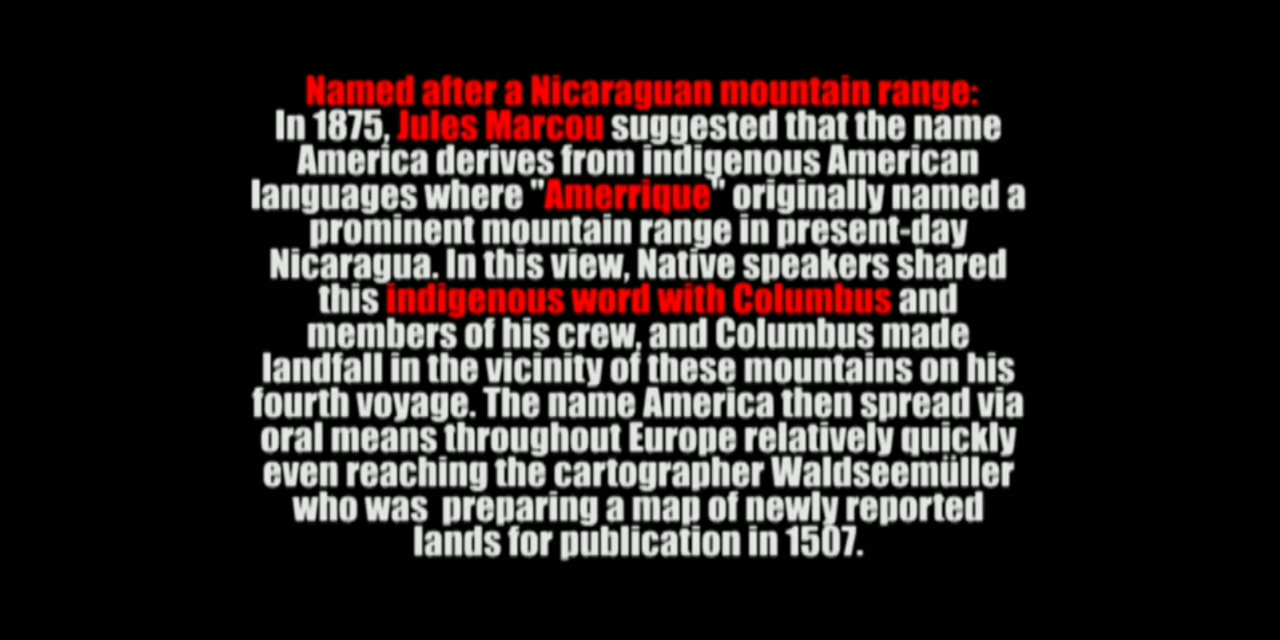 Named after a Nicaraguan mountain range:
In 1875, Jules Marcou suggested that the name
America derives from indigenous American
languages where "Amerrique" originally named a
prominent mountain range in present-day
Nicaragua. In this view, Native speakers shared
this indigenous word with Columbus and
members of his crew, and Columbus made
landfall in the vicinity of these mountains on his
fourth voyage. The name America then spread via
oral means throughout Europe relatively quickly
even reaching the cartographer Waldseemüller
who was  preparing a map of newly reported
lands for publication in 1507.